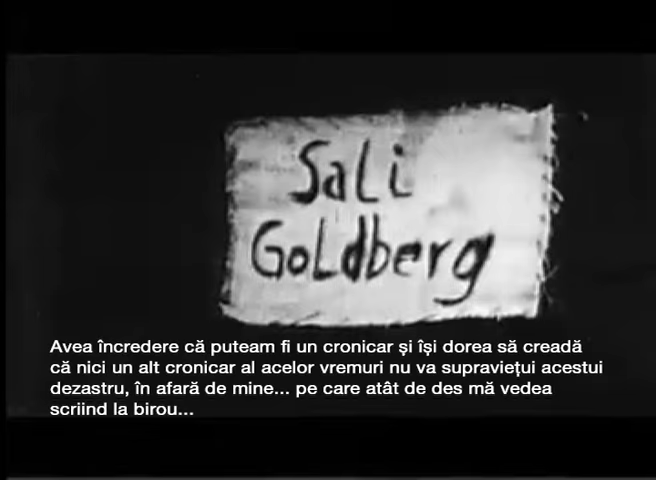 Sali
Goldberg
Avea încredere că puteam fi un cronicar și își dorea să creadă
că nici un alt cronicar al acelor vremuri nu va supraviețui acestui
dezastru, în afară de mine... pe care atât de des mă vedea
scriind la birou...